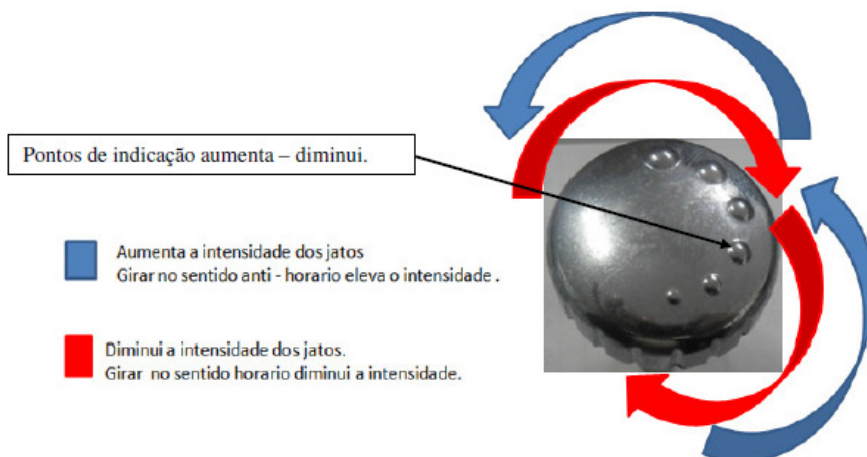 Pontos de indicação aumenta – diminui.
Aumenta a intensidade dos jatos
Girar no sentido anti - horario eleva o intensidade .
Diminui a intensidade dos jatos.
Girar no sentido horario diminui a intensidade.